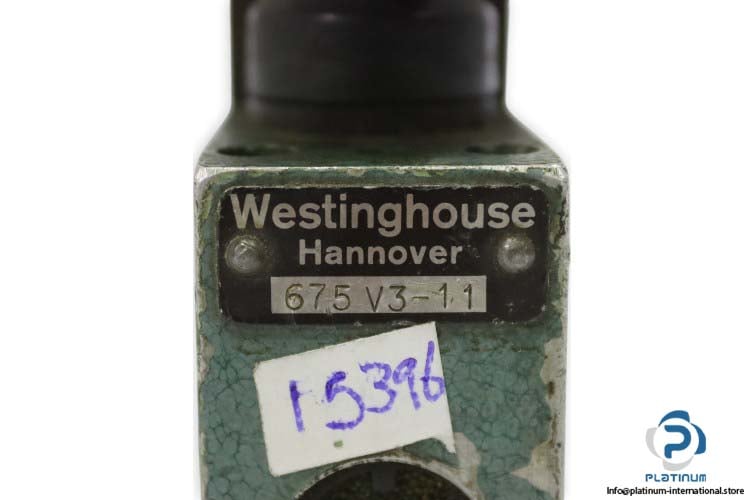 Westinghouse
Hannover
675 V3-11
15396
PLATINUM
Info@platinum-international.store